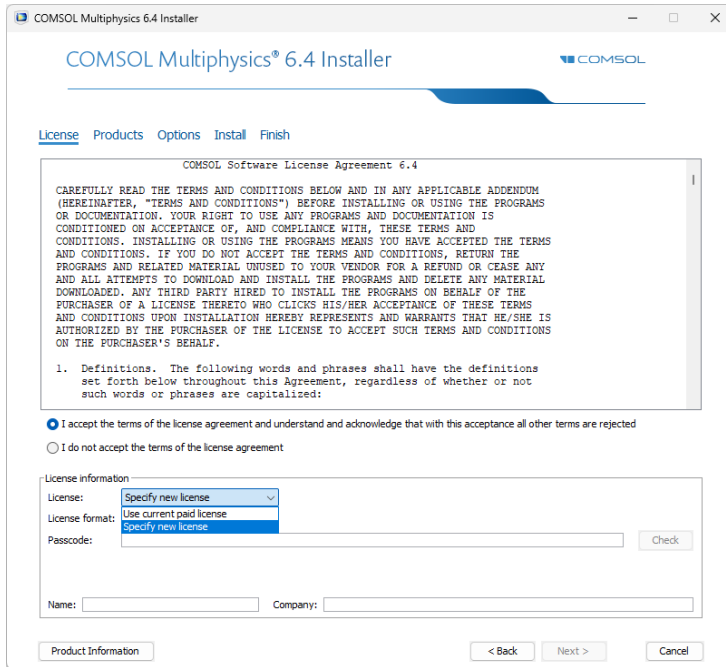 COMSOL Multiphysics 6.4 Installer
COMSOL Multiphysics® 6.4 Installer
COMSOL
License Products Options Install Finish
COMSOL Software License Agreement 6.4
CAREFULLY READ THE TERMS AND CONDITIONS BELOW AND IN ANY APPLICABLE ADDENDUM
(HEREINAFTER, "TERMS AND CONDITIONS") BEFORE INSTALLING OR USING THE PROGRAMS
OR DOCUMENTATION. YOUR RIGHT TO USE ANY PROGRAMS AND DOCUMENTATION IS
CONDITIONED ON ACCEPTANCE OF, AND COMPLIANCE WITH, THESE TERMS AND
CONDITIONS. INSTALLING OR USING THE PROGRAMS MEANS YOU HAVE ACCEPTED THE TERMS
AND CONDITIONS. IF YOU DO NOT ACCEPT THE TERMS AND CONDITIONS, RETURN THE
PROGRAMS AND RELATED MATERIAL UNUSED TO YOUR VENDOR FOR A REFUND OR CEASE ANY
AND ALL ATTEMPTS TO DOWNLOAD AND INSTALL THE PROGRAMS AND DELETE ANY MATERIAL
DOWNLOADED. ANY THIRD PARTY HIRED TO INSTALL THE PROGRAMS ON BEHALF OF THE
PURCHASER OF A LICENSE THERETO WHO CLICKS HIS/HER ACCEPTANCE OF THESE TERMS
AND CONDITIONS UPON INSTALLATION HEREBY REPRESENTS AND WARRANTS THAT HE/SHE IS
AUTHORIZED BY THE PURCHASER OF THE LICENSE TO ACCEPT SUCH TERMS AND CONDITIONS
ON THE PURCHASER'S BEHALF.
1. Definitions. The following words and phrases shall have the definitions
set forth below throughout this Agreement, regardless of whether or not
such words or phrases are capitalized:
I accept the terms of the license agreement and understand and acknowledge that with this acceptance all other terms are rejected
I do not accept the terms of the license agreement
License information
License: Specify new license
Use current paid license
License format:
Specify new license
Passcode: Check
Name: Company:
Product Information < Back Next > Cancel